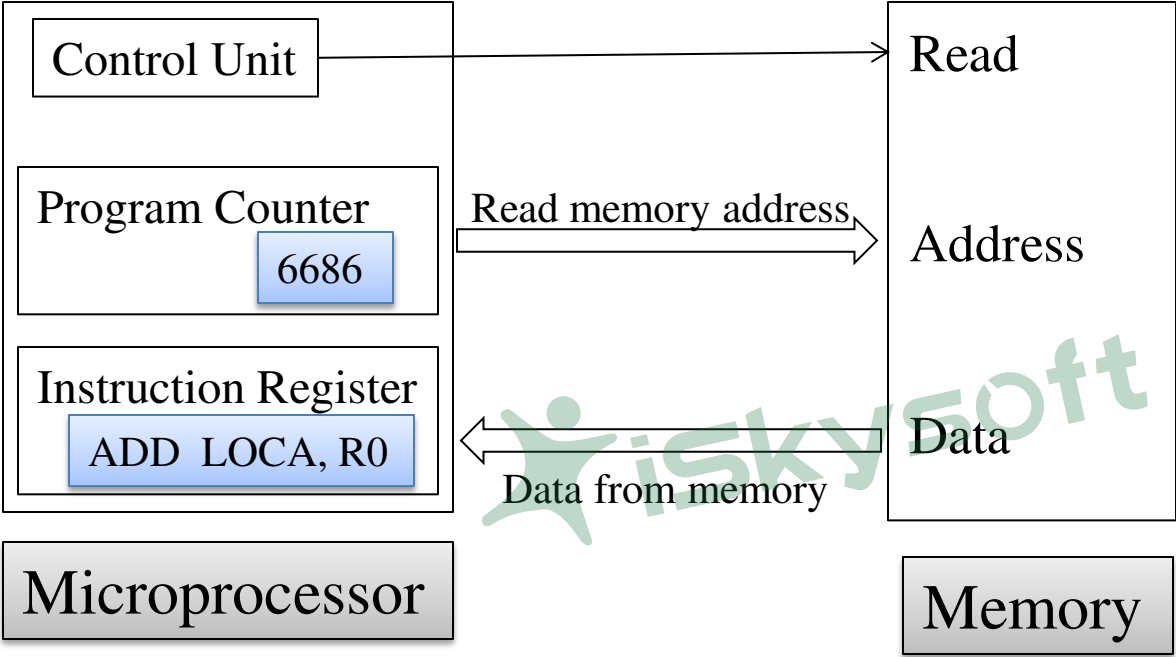 Control Unit
Read
Program Counter
6686
Read memory address
Address
Instruction Register
ADD LOCA, R0
Data
Data from memory
iskysoft
Microprocessor
Memory